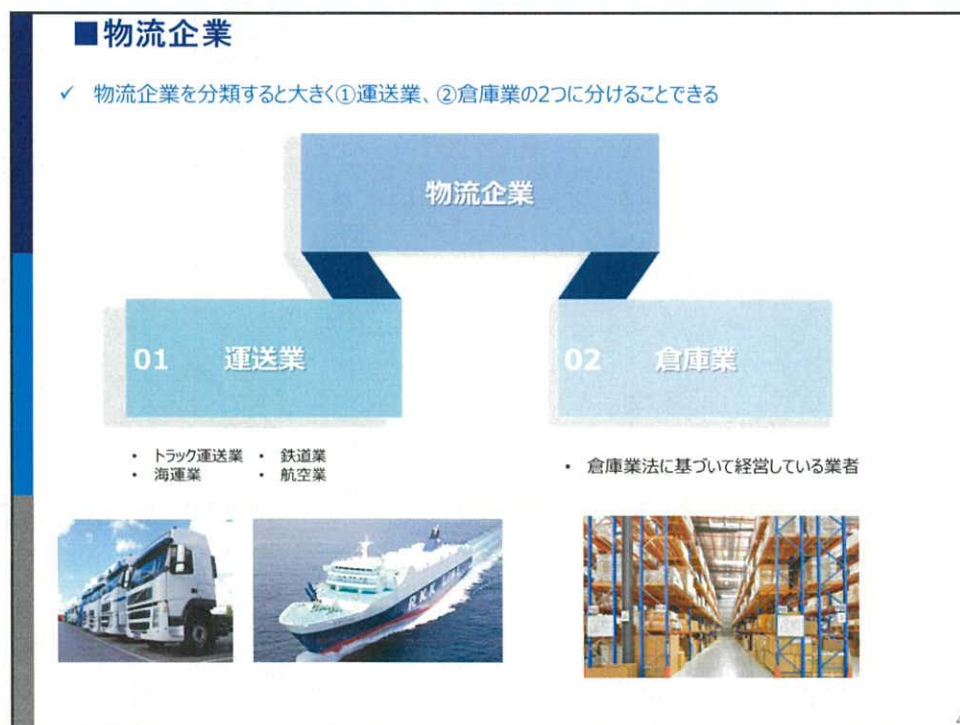 ■物流企業
✓ 物流企業を分類すると大きく①運送業、②倉庫業の2つに分けることできる
物流企業
01 運送業
02 倉庫業
• トラック運送業 • 鉄道業
• 海運業 • 航空業
• 倉庫業法に基づいて経営している業者
RKK LINE